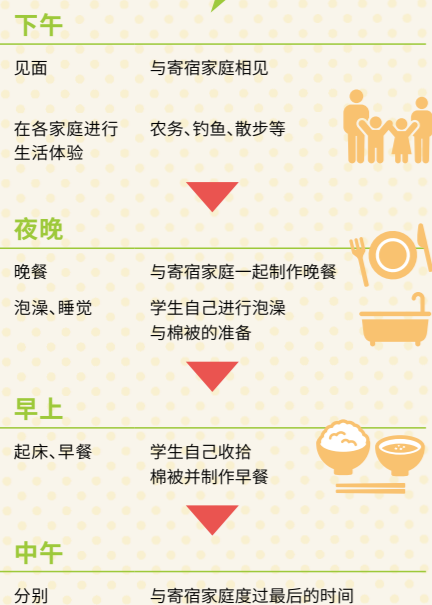 下午
见面 与寄宿家庭相见
在各家庭进行 农务、钓鱼、散步等
生活体验
夜晚
晚餐 与寄宿家庭一起制作晚餐
泡澡、睡觉 学生自己进行泡澡
与棉被的准备
早上
起床、早餐 学生自己收拾
棉被并制作早餐
中午
分别 与寄宿家庭度过最后的时间